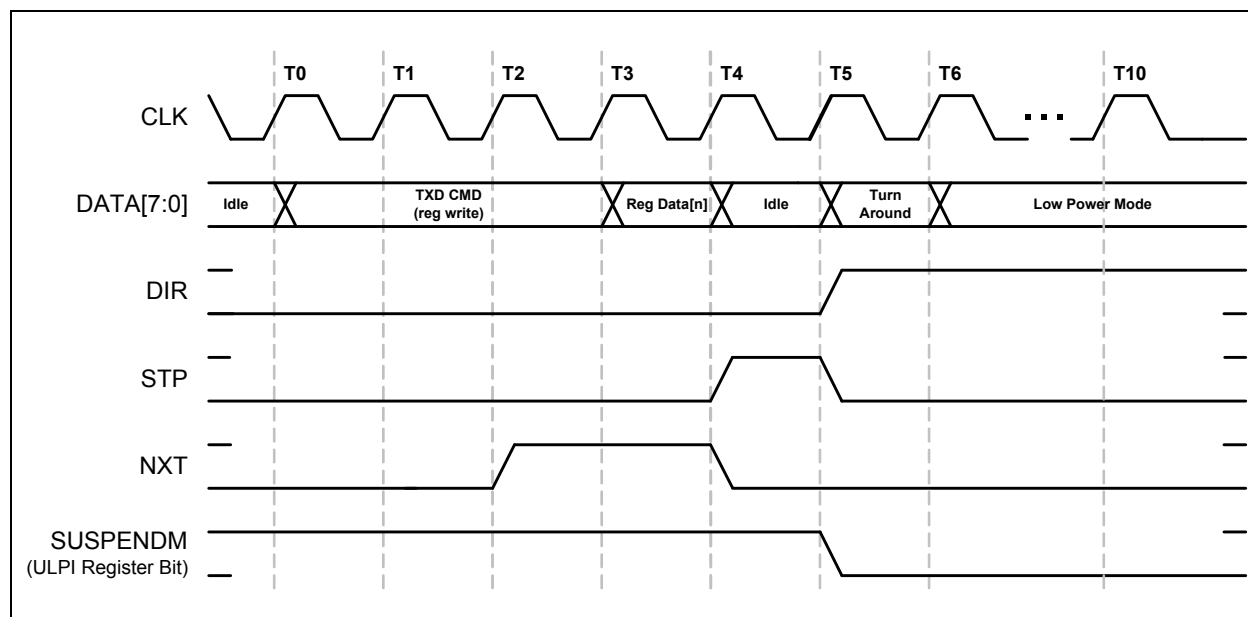 T0 T1 T2 T3 T4 T5 T6 T10
CLK
...
DATA[7:0]
Idle
TXD CMD
(reg write)
Reg Data[n]
Idle
Turn
Around
Low Power Mode
DIR
STP
NXT
SUSPENDM
(ULPI Register Bit)